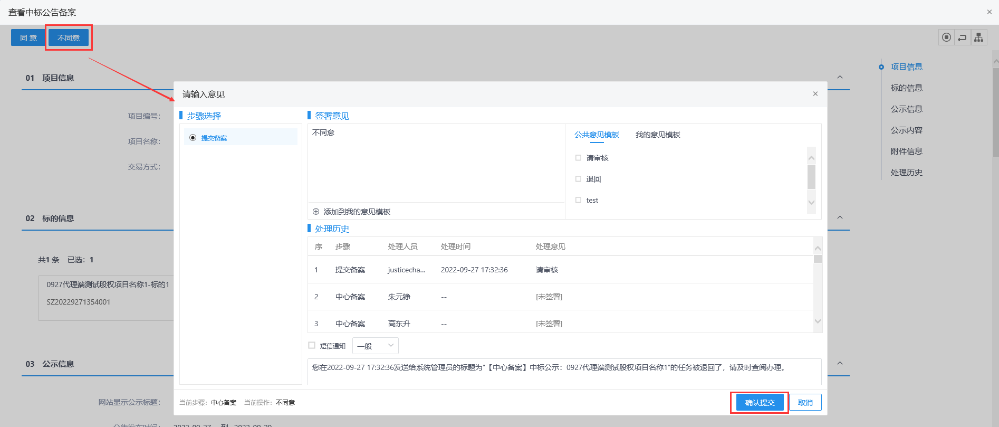 查看中标公告备案
同 意
不同意
01 项目信息
项目编号：
项目名称：
交易方式：
02 标的信息
共1 条 已选：1
0927代理端测试股权项目名称1-标的1
SZ20229271354001
03 公示信息
网站显示公示标题：
公告发布时间： 2022-09-27 到 2022-09-29
请输入意见
步骤选择
提交备案
签署意见
不同意
添加到我的意见模板
公共意见模板 我的意见模板
请审核
退回
test
处理历史
序 步骤 处理人员 处理时间 处理意见
1 提交备案 justicecha... 2022-09-27 17:32:36 请审核
2 中心备案 朱元铮 -- [未签署]
3 中心备案 高东升 -- [未签署]
短信通知 一般
您在2022-09-27 17:32:36发送给系统管理员的标题为“【中心备案】中标公示：0927代理端测试股权项目名称1”的任务被退回了，请及时查阅办理。
当前步骤：中心备案 当前操作：不同意
确认提交
取消
项目信息
标的信息
公示信息
公示内容
附件信息
处理历史